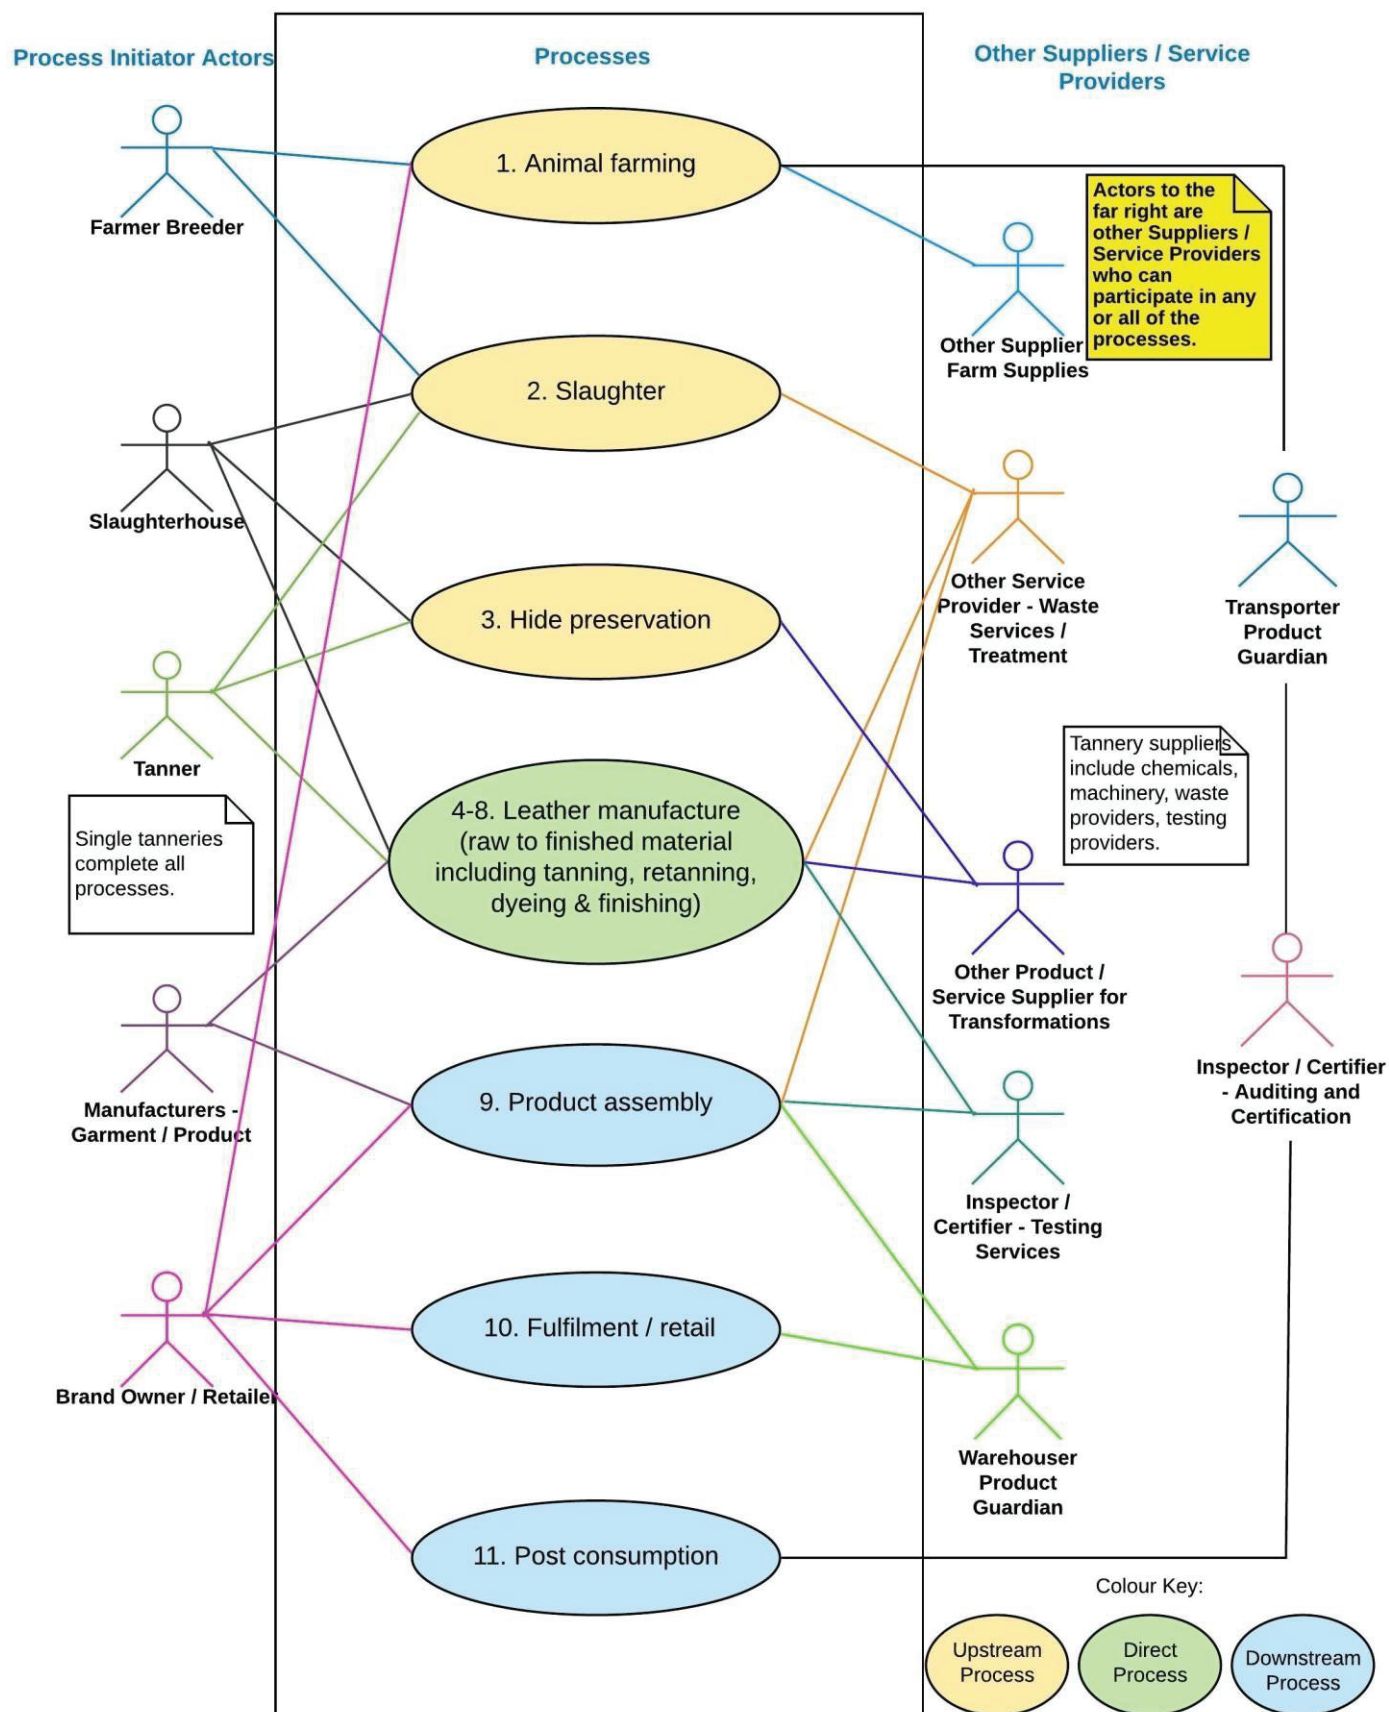 Process Initiator Actors
Processes
Other Suppliers / Service
Providers
Farmer Breeder
Slaughterhouse
Tanner
Single tanneries
complete all
processes.
Manufacturers -
Garment / Product
Brand Owner / Retailer
1. Animal farming
2. Slaughter
3. Hide preservation
4-8. Leather manufacture
(raw to finished material
including tanning, retanning,
dyeing & finishing)
9. Product assembly
10. Fulfilment / retail
11. Post consumption
Other Supplier
Farm Supplies
Actors to the
far right are
other Suppliers /
Service Providers
who can
participate in any
or all of the
processes.
Other Service
Provider - Waste
Services /
Treatment
Transporter
Product
Guardian
Tannery suppliers
include chemicals,
machinery, waste
providers, testing
providers.
Other Product /
Service Supplier for
Transformations
Inspector / Certifier
- Auditing and
Certification
Inspector /
Certifier - Testing
Services
Warehouser
Product
Guardian
Colour Key:
Upstream
Process
Direct
Process
Downstream
Process